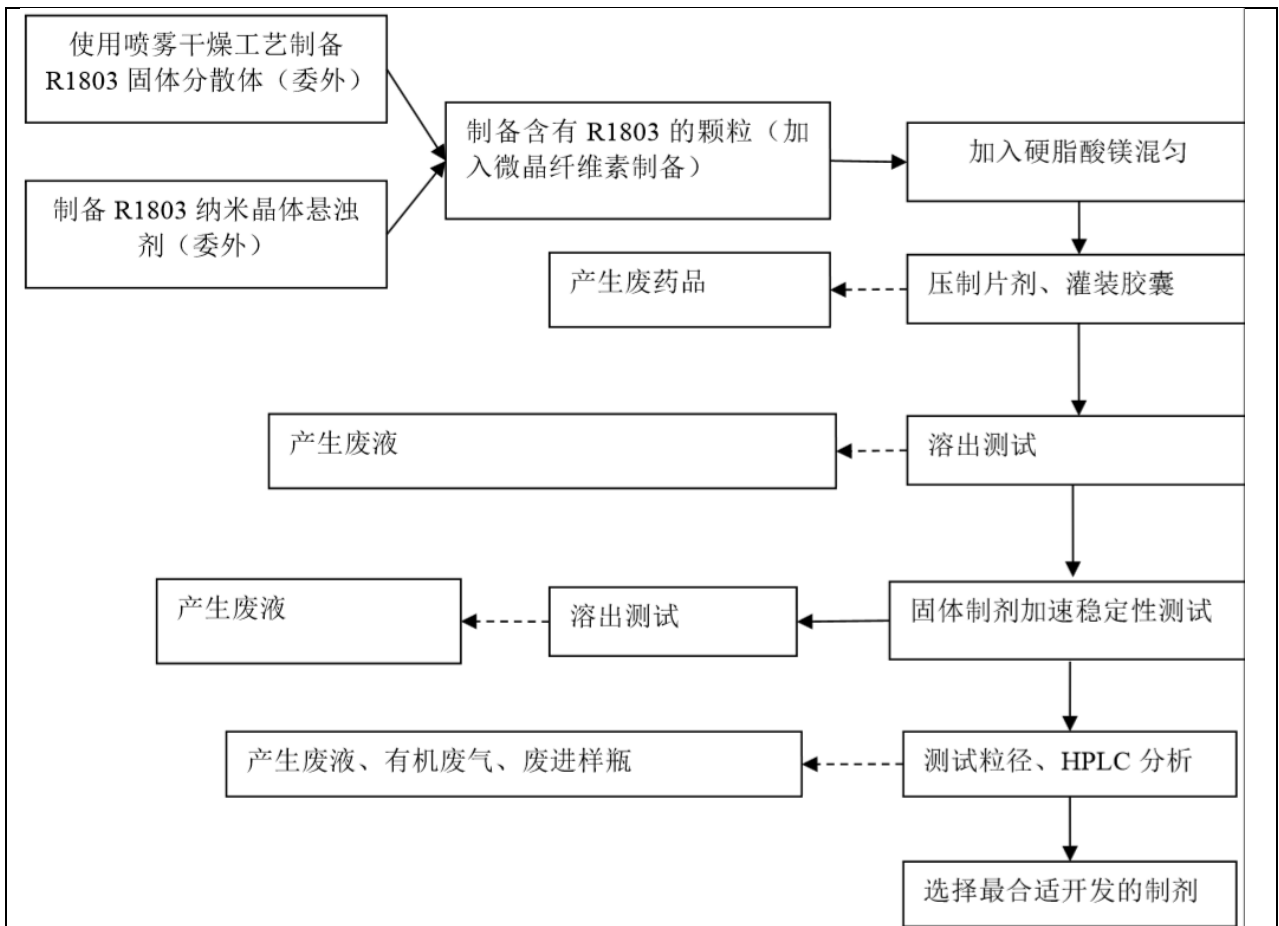 使用喷雾干燥工艺制备
R1803 固体分散体（委外）
制备 R1803 纳米晶体悬浊
剂（委外）
制备含有 R1803 的颗粒（加
入微晶纤维素制备）
加入硬脂酸镁混匀
产生废药品
压制片剂、灌装胶囊
产生废液
溶出测试
产生废液
溶出测试
固体制剂加速稳定性测试
产生废液、有机废气、废进样瓶
测试粒径、HPLC 分析
选择最合适开发的制剂